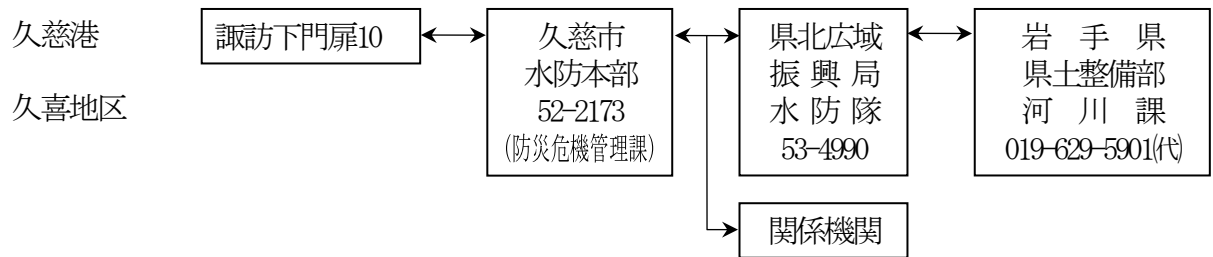 久慈港
久喜地区
諏訪下門扉10
久慈市
水防本部
52-2173
(防災危機管理課)
県北広域
振興局
水防隊
53-4990
岩手県
県土整備部
河川課
019-629-5901(代)
関係機関